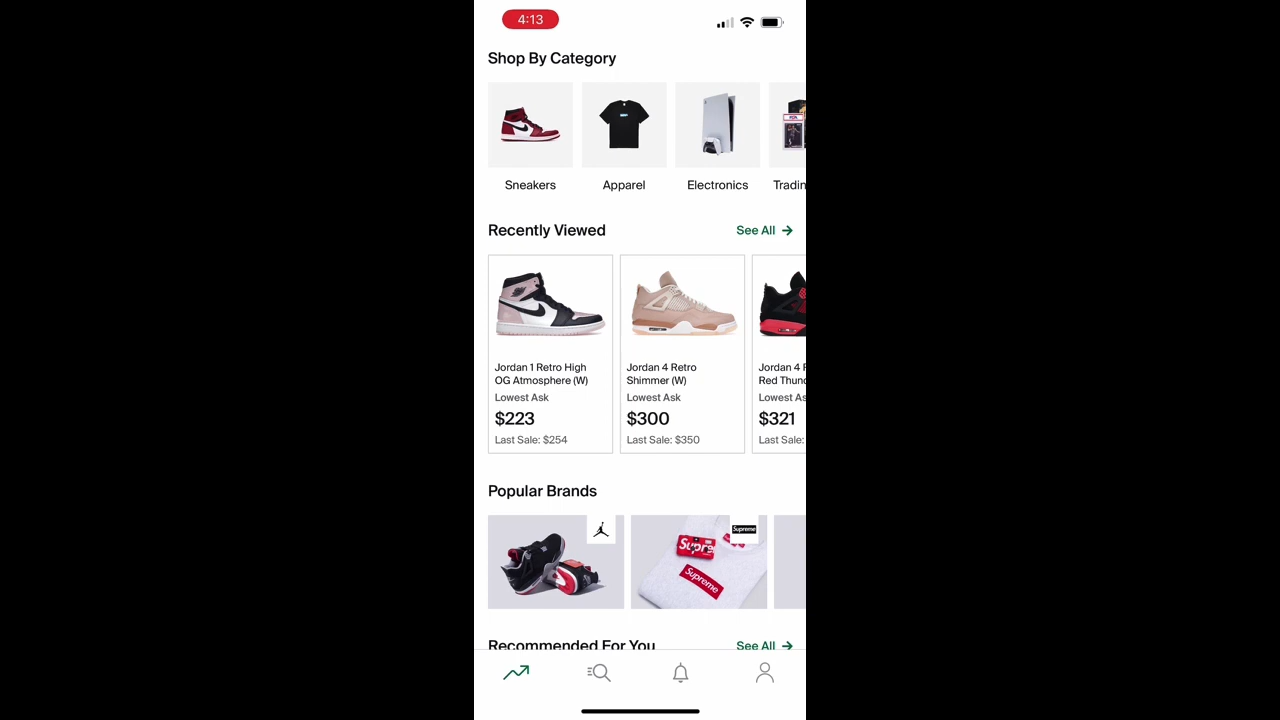 4:13
Shop By Category
Sneakers
Apparel
Electronics
Tradin
Recently Viewed
See All
Jordan 1 Retro High
OG Atmosphere (W)
Lowest Ask
$223
Last Sale: $254
Jordan 4 Retro
Shimmer (W)
Lowest Ask
$300
Last Sale: $350
Jordan 4 R
Red Thund
Lowest As
$321
Last Sale:
Popular Brands
Supreme
Supre
Supreme
Recommended For You
See All